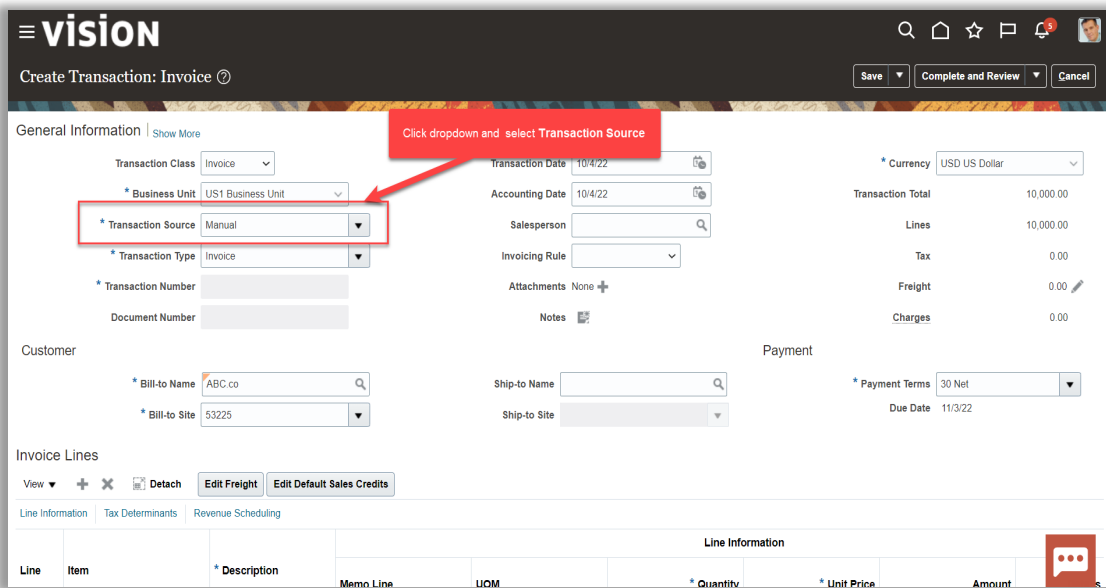 VISION
5
Create Transaction: Invoice
Save
Complete and Review
Cancel
General Information
Show More
Click dropdown and select Transaction Source
Transaction Class Invoice
* Business Unit US1 Business Unit
* Transaction Source Manual
* Transaction Type Invoice
* Transaction Number
Document Number
Transaction Date 10/4/22
Accounting Date 10/4/22
Salesperson
Invoicing Rule
Attachments None
Notes
* Currency USD US Dollar
Transaction Total 10,000.00
Lines 10,000.00
Tax 0.00
Freight 0.00
Charges 0.00
Customer
* Bill-to Name ABC.co
* Bill-to Site 53225
Ship-to Name
Ship-to Site
Payment
* Payment Terms 30 Net
Due Date 11/3/22
Invoice Lines
View Detach Edit Freight Edit Default Sales Credits
Line Information Tax Determinants Revenue Scheduling
Line Information
Line Item * Description Memo Line UOM * Quantity * Unit Price Amount